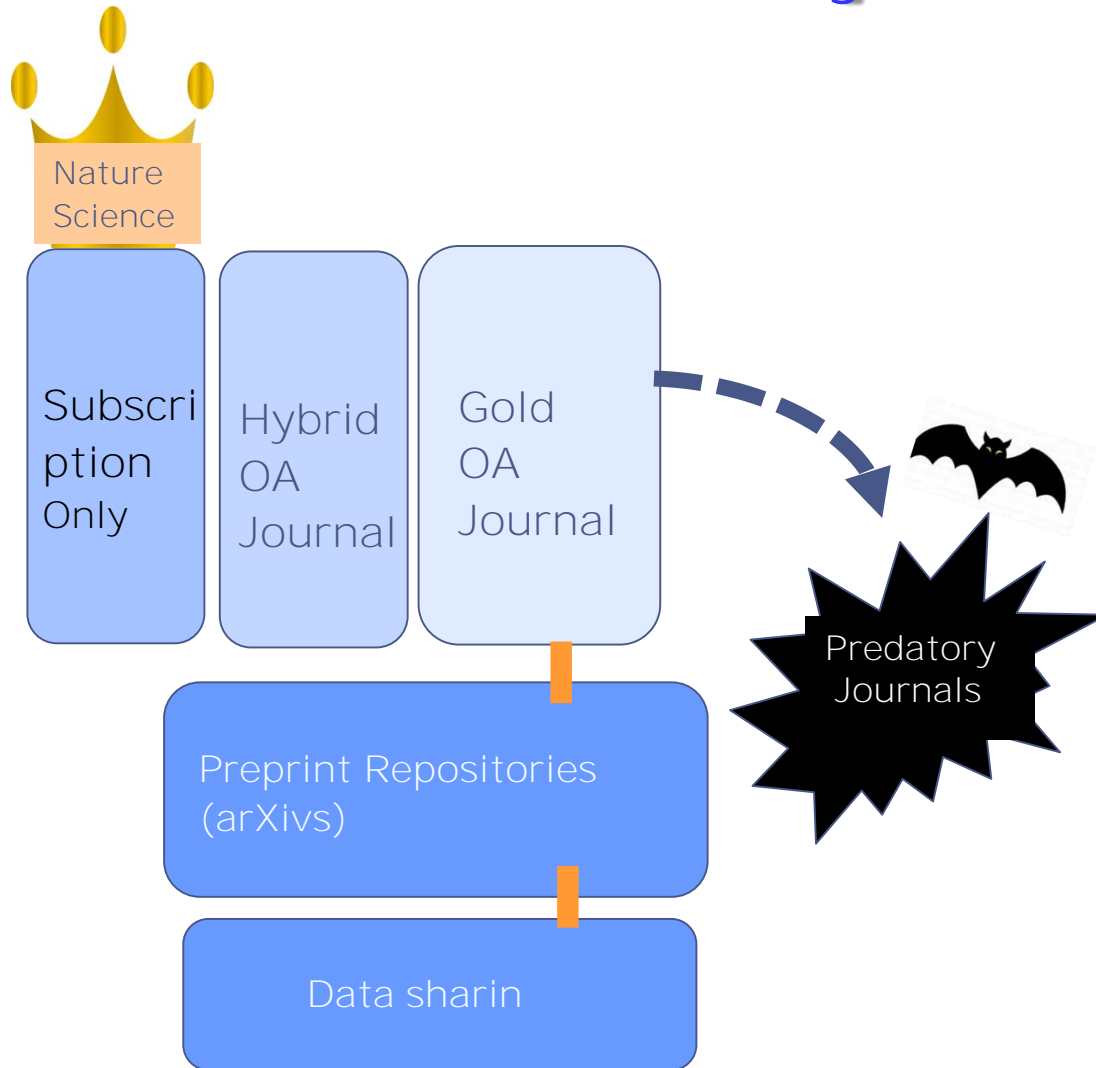 g
Nature
Science
Subscri
ption
Only
Hybrid
OA
Journal
Gold
OA
Journal
Predatory
Journals
Preprint Repositories
(arXivs)
Data sharin